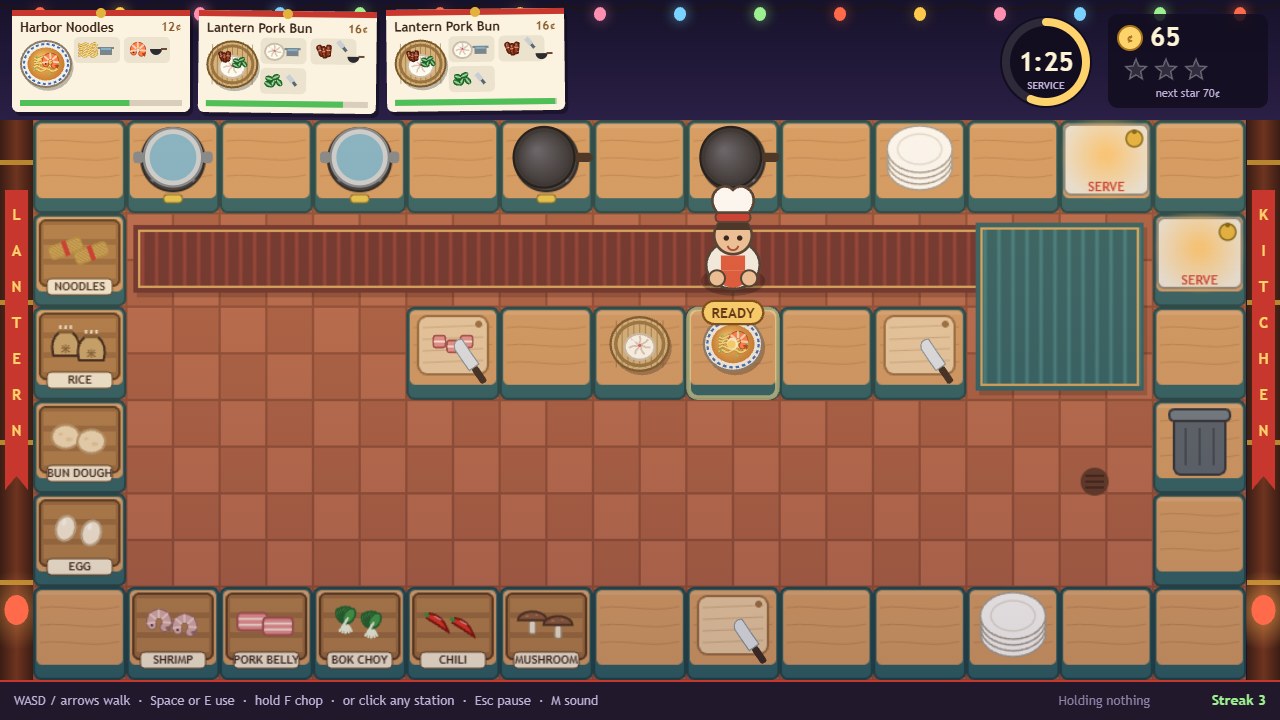 Harbor Noodles 12¢
Lantern Pork Bun 16¢
Lantern Pork Bun 16¢
1:25
SERVICE
¢ 65
next star 70¢
SERVE
SERVE
LANTERN
KITCHEN
NOODLES
RICE
BUN DOUGH
EGG
READY
SHRIMP
PORK BELLY
BOK CHOY
CHILI
MUSHROOM
WASD / arrows walk · Space or E use · hold F chop · or click any station · Esc pause · M sound
Holding nothing
Streak 3